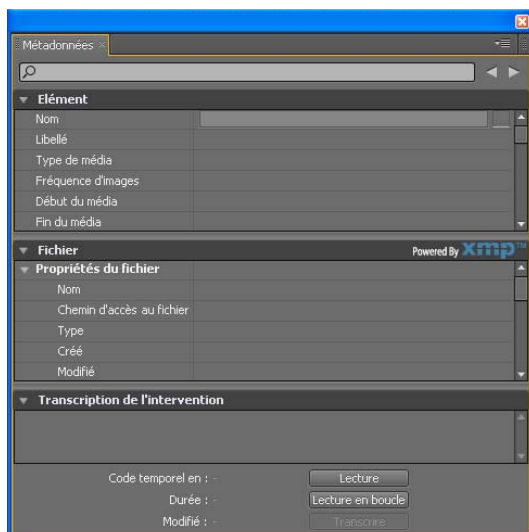 Métadonnées
Elément
Nom
Libellé
Type de média
Fréquence d'images
Début du média
Fin du média
Fichier Powered By xmp™
Propriétés du fichier
Nom
Chemin d'accès au fichier
Type
Créé
Modifié
Transcription de l'intervention
Code temporel en : - Lecture
Durée : - Lecture en boucle
Modifié : - Transcrire